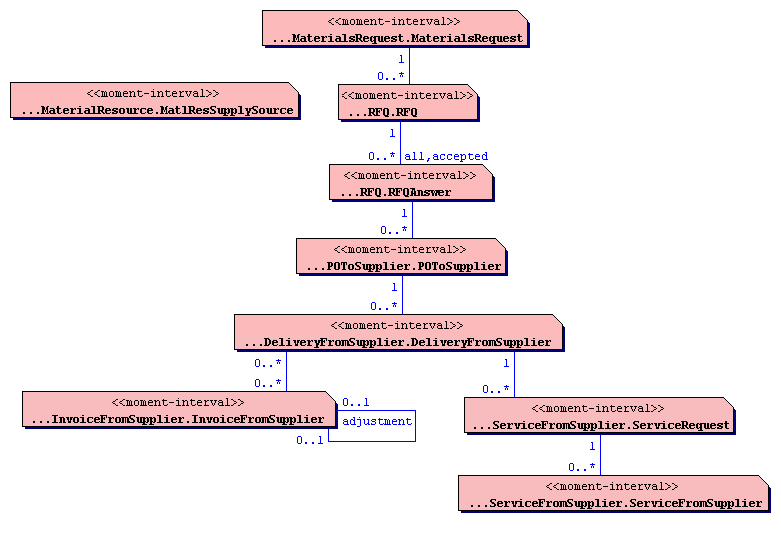 <<moment-interval>>
...MaterialsRequest.MaterialsRequest
1
0..*
<<moment-interval>>
...MaterialResource.MatlResSupplySource
<<moment-interval>>
...RFQ.RFQ
1
0..* all,accepted
<<moment-interval>>
...RFQ.RFQAnswer
1
0..*
<<moment-interval>>
...POToSupplier.POToSupplier
1
0..*
<<moment-interval>>
...DeliveryFromSupplier.DeliveryFromSupplier
0..*
1
0..*
0..*
<<moment-interval>>
...InvoiceFromSupplier.InvoiceFromSupplier
0..1
adjustment
0..1
<<moment-interval>>
...ServiceFromSupplier.ServiceRequest
1
0..*
<<moment-interval>>
...ServiceFromSupplier.ServiceFromSupplier